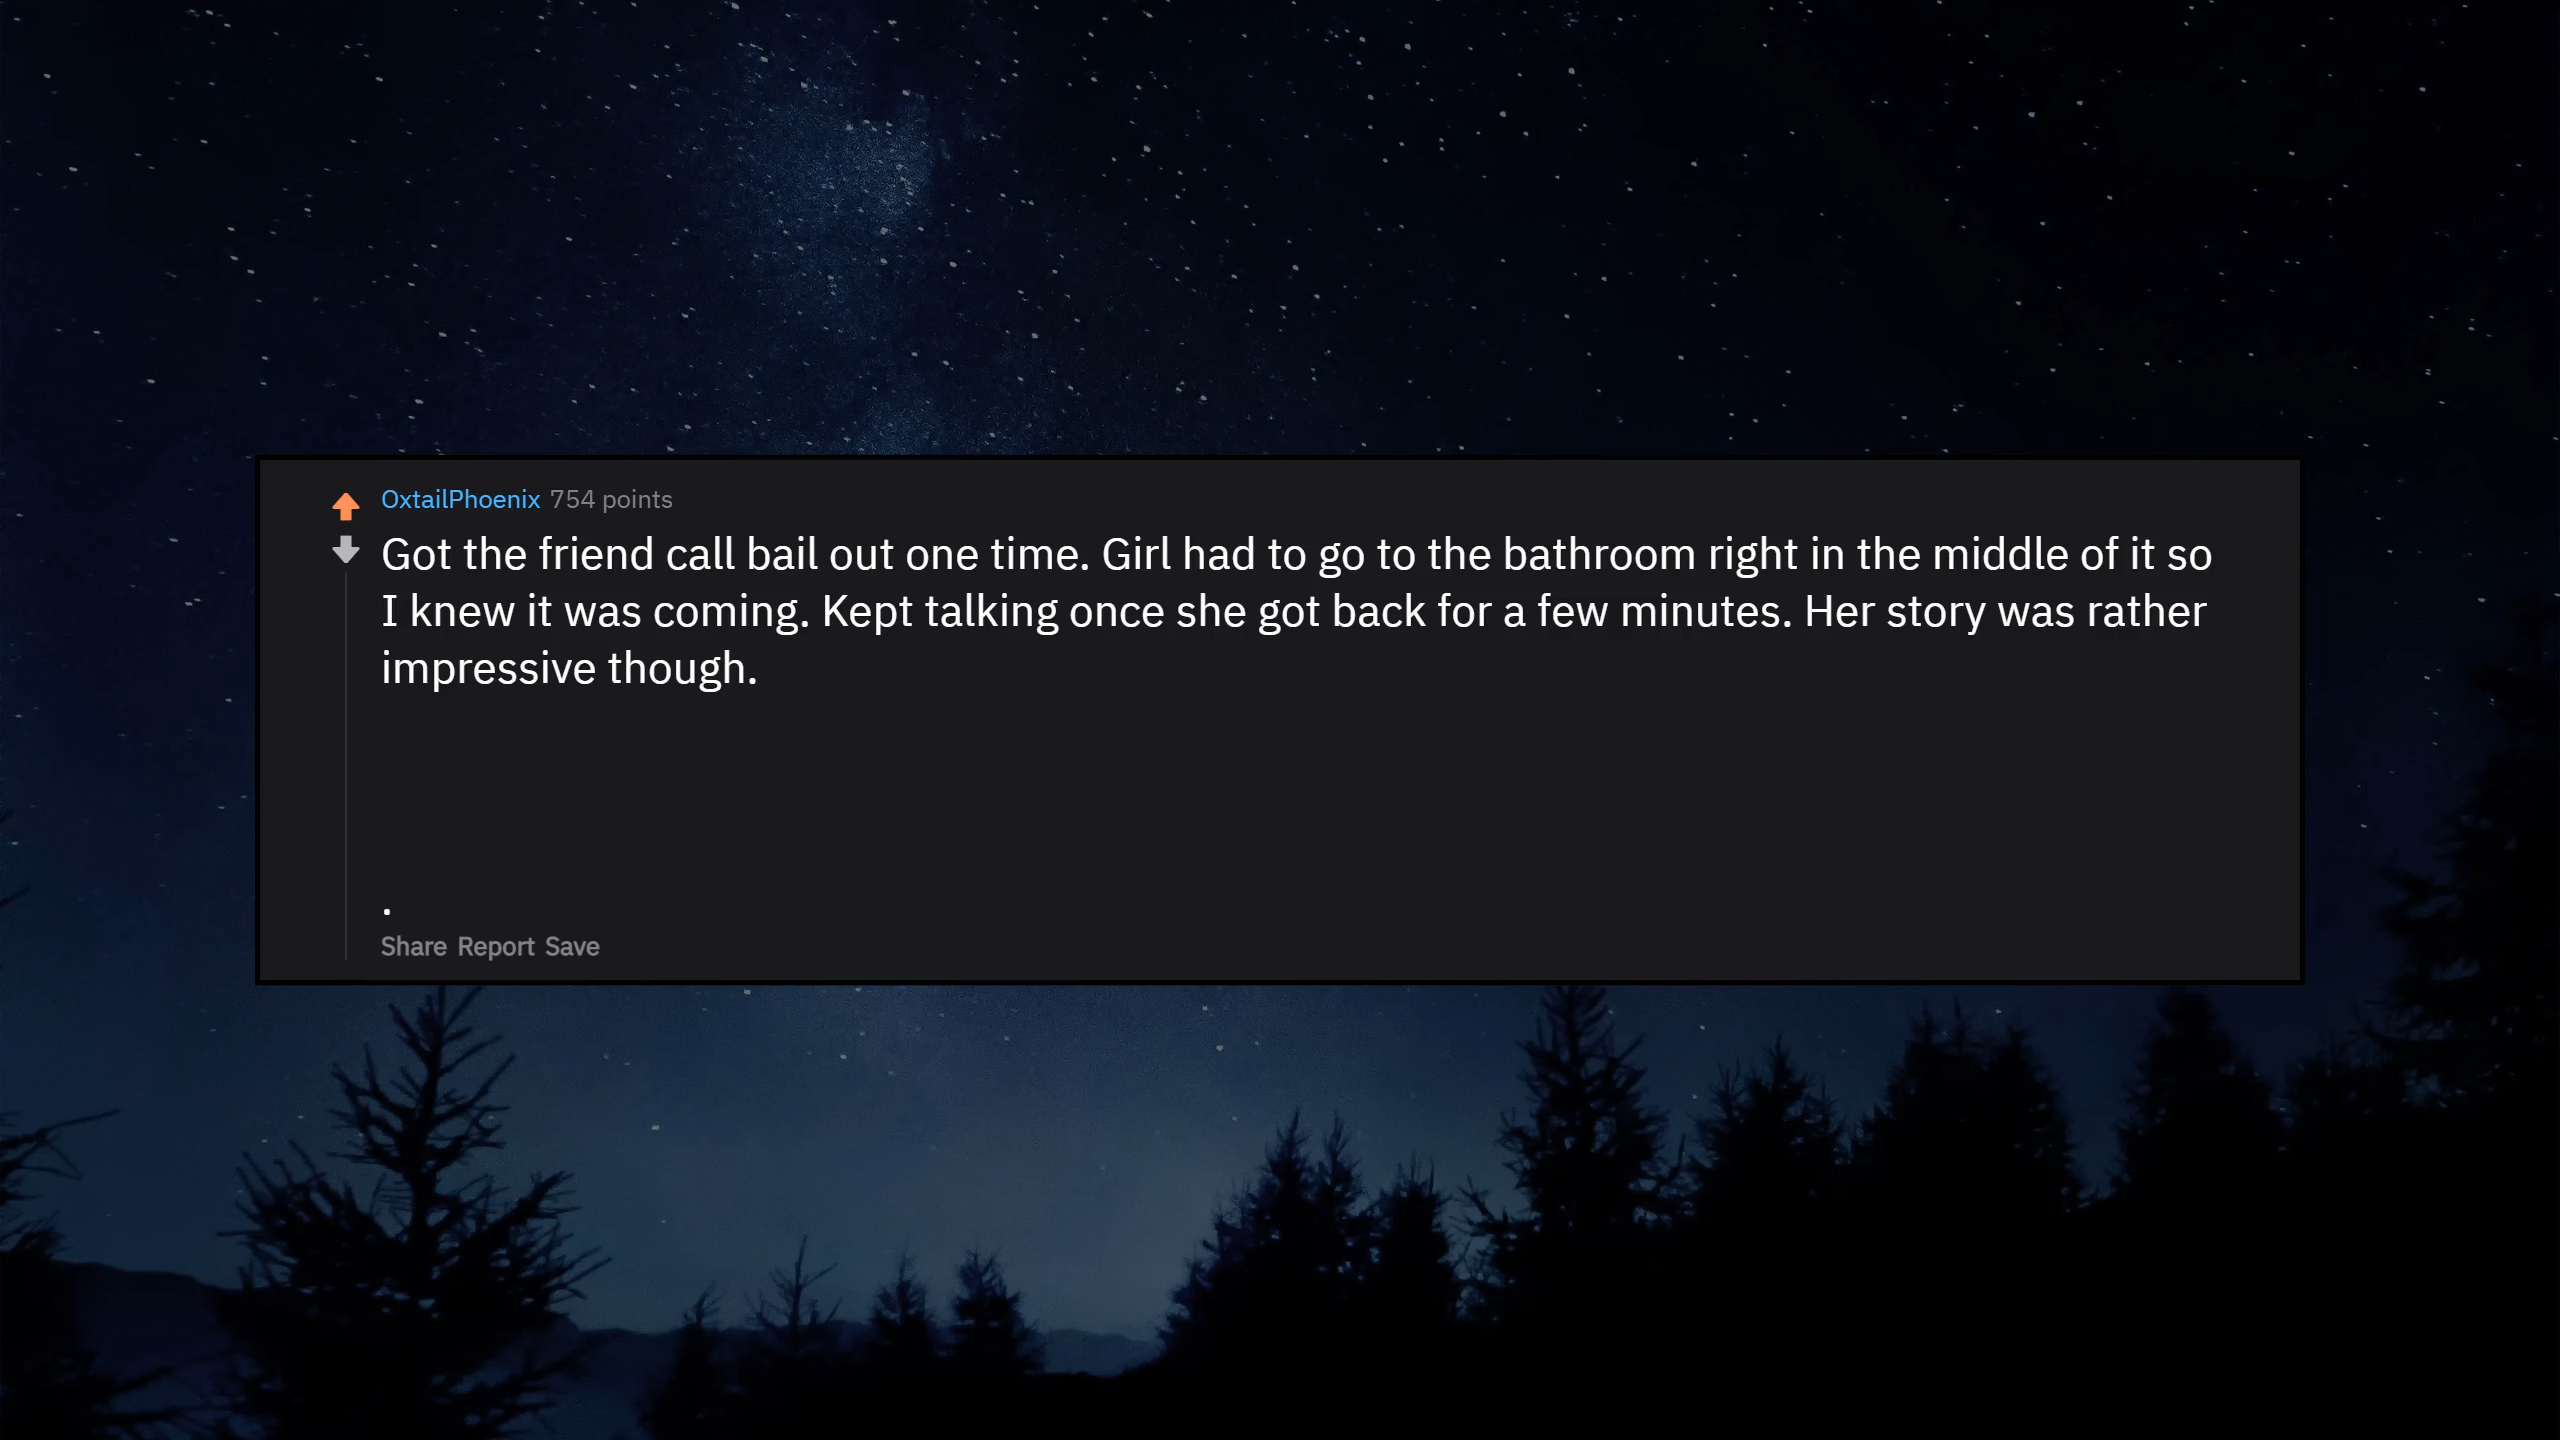 OxtailPhoenix 754 points
Got the friend call bail out one time. Girl had to go to the bathroom right in the middle of it so
I knew it was coming. Kept talking once she got back for a few minutes. Her story was rather
impressive though.
.
Share Report Save